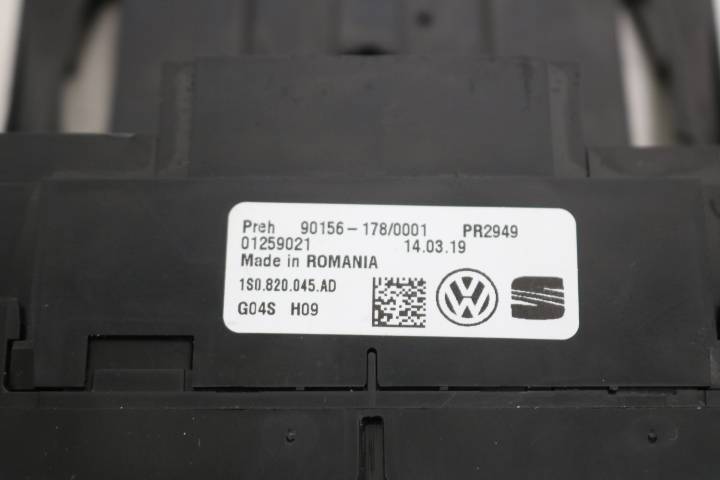 Preh 90156-178/0001 PR2949
01259021 14.03.19
Made in ROMANIA
1S0.820.045.AD
G04S H09